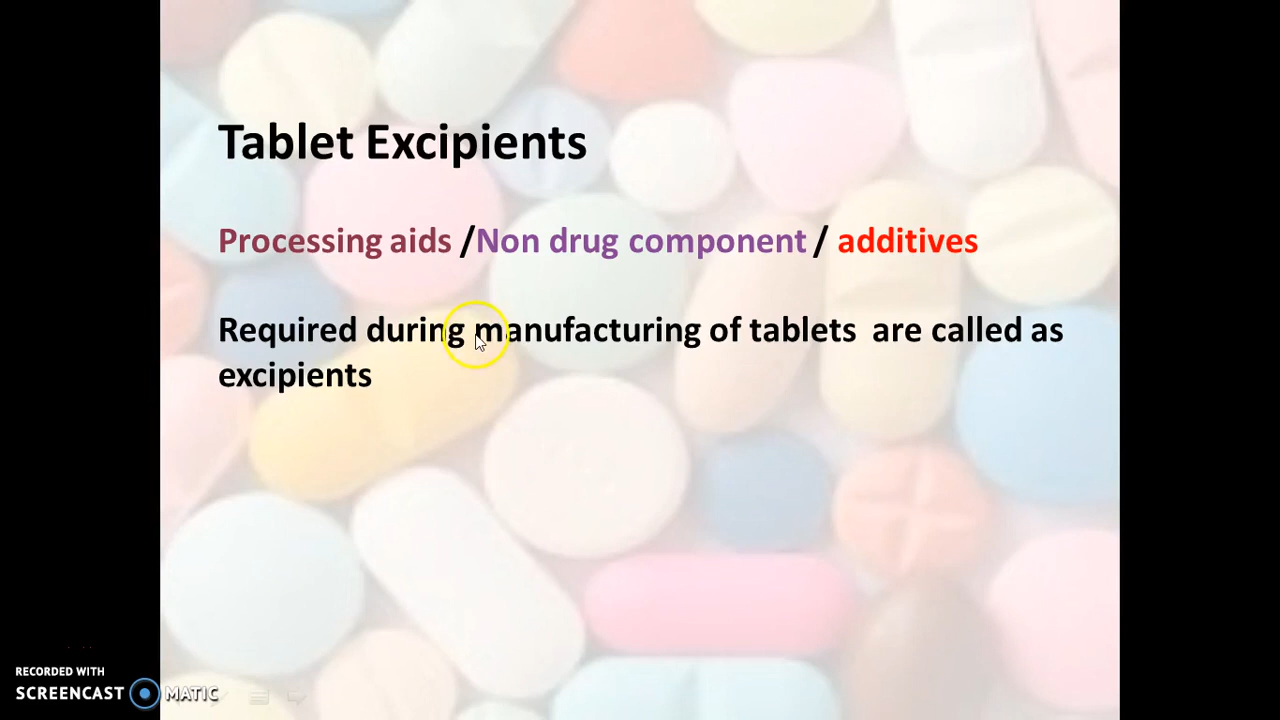 Tablet Excipients
Processing aids /Non drug component / additives
Required during manufacturing of tablets are called as
excipients
RECORDED WITH
SCREENCAST MATIC